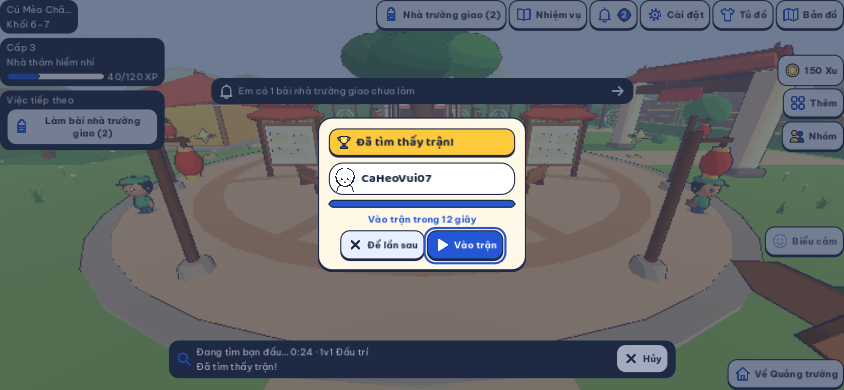 Cú Mèo Chă...
Khối 6–7
Nhà trường giao (2)
Nhiệm vụ
2
Cài đặt
Tủ đồ
Bản đồ
Cấp 3
Nhà thám hiểm nhí
40/120 XP
Việc tiếp theo
Làm bài nhà trường
giao (2)
Em có 1 bài nhà trường giao chưa làm
150 Xu
Thêm
Nhóm
Đã tìm thấy trận!
CaHeoVui07
Vào trận trong 12 giây
Để lần sau
Vào trận
Biểu cảm
Đang tìm bạn đấu... 0:24 · 1v1 Đấu trí
Đã tìm thấy trận!
Hủy
Về Quảng trường